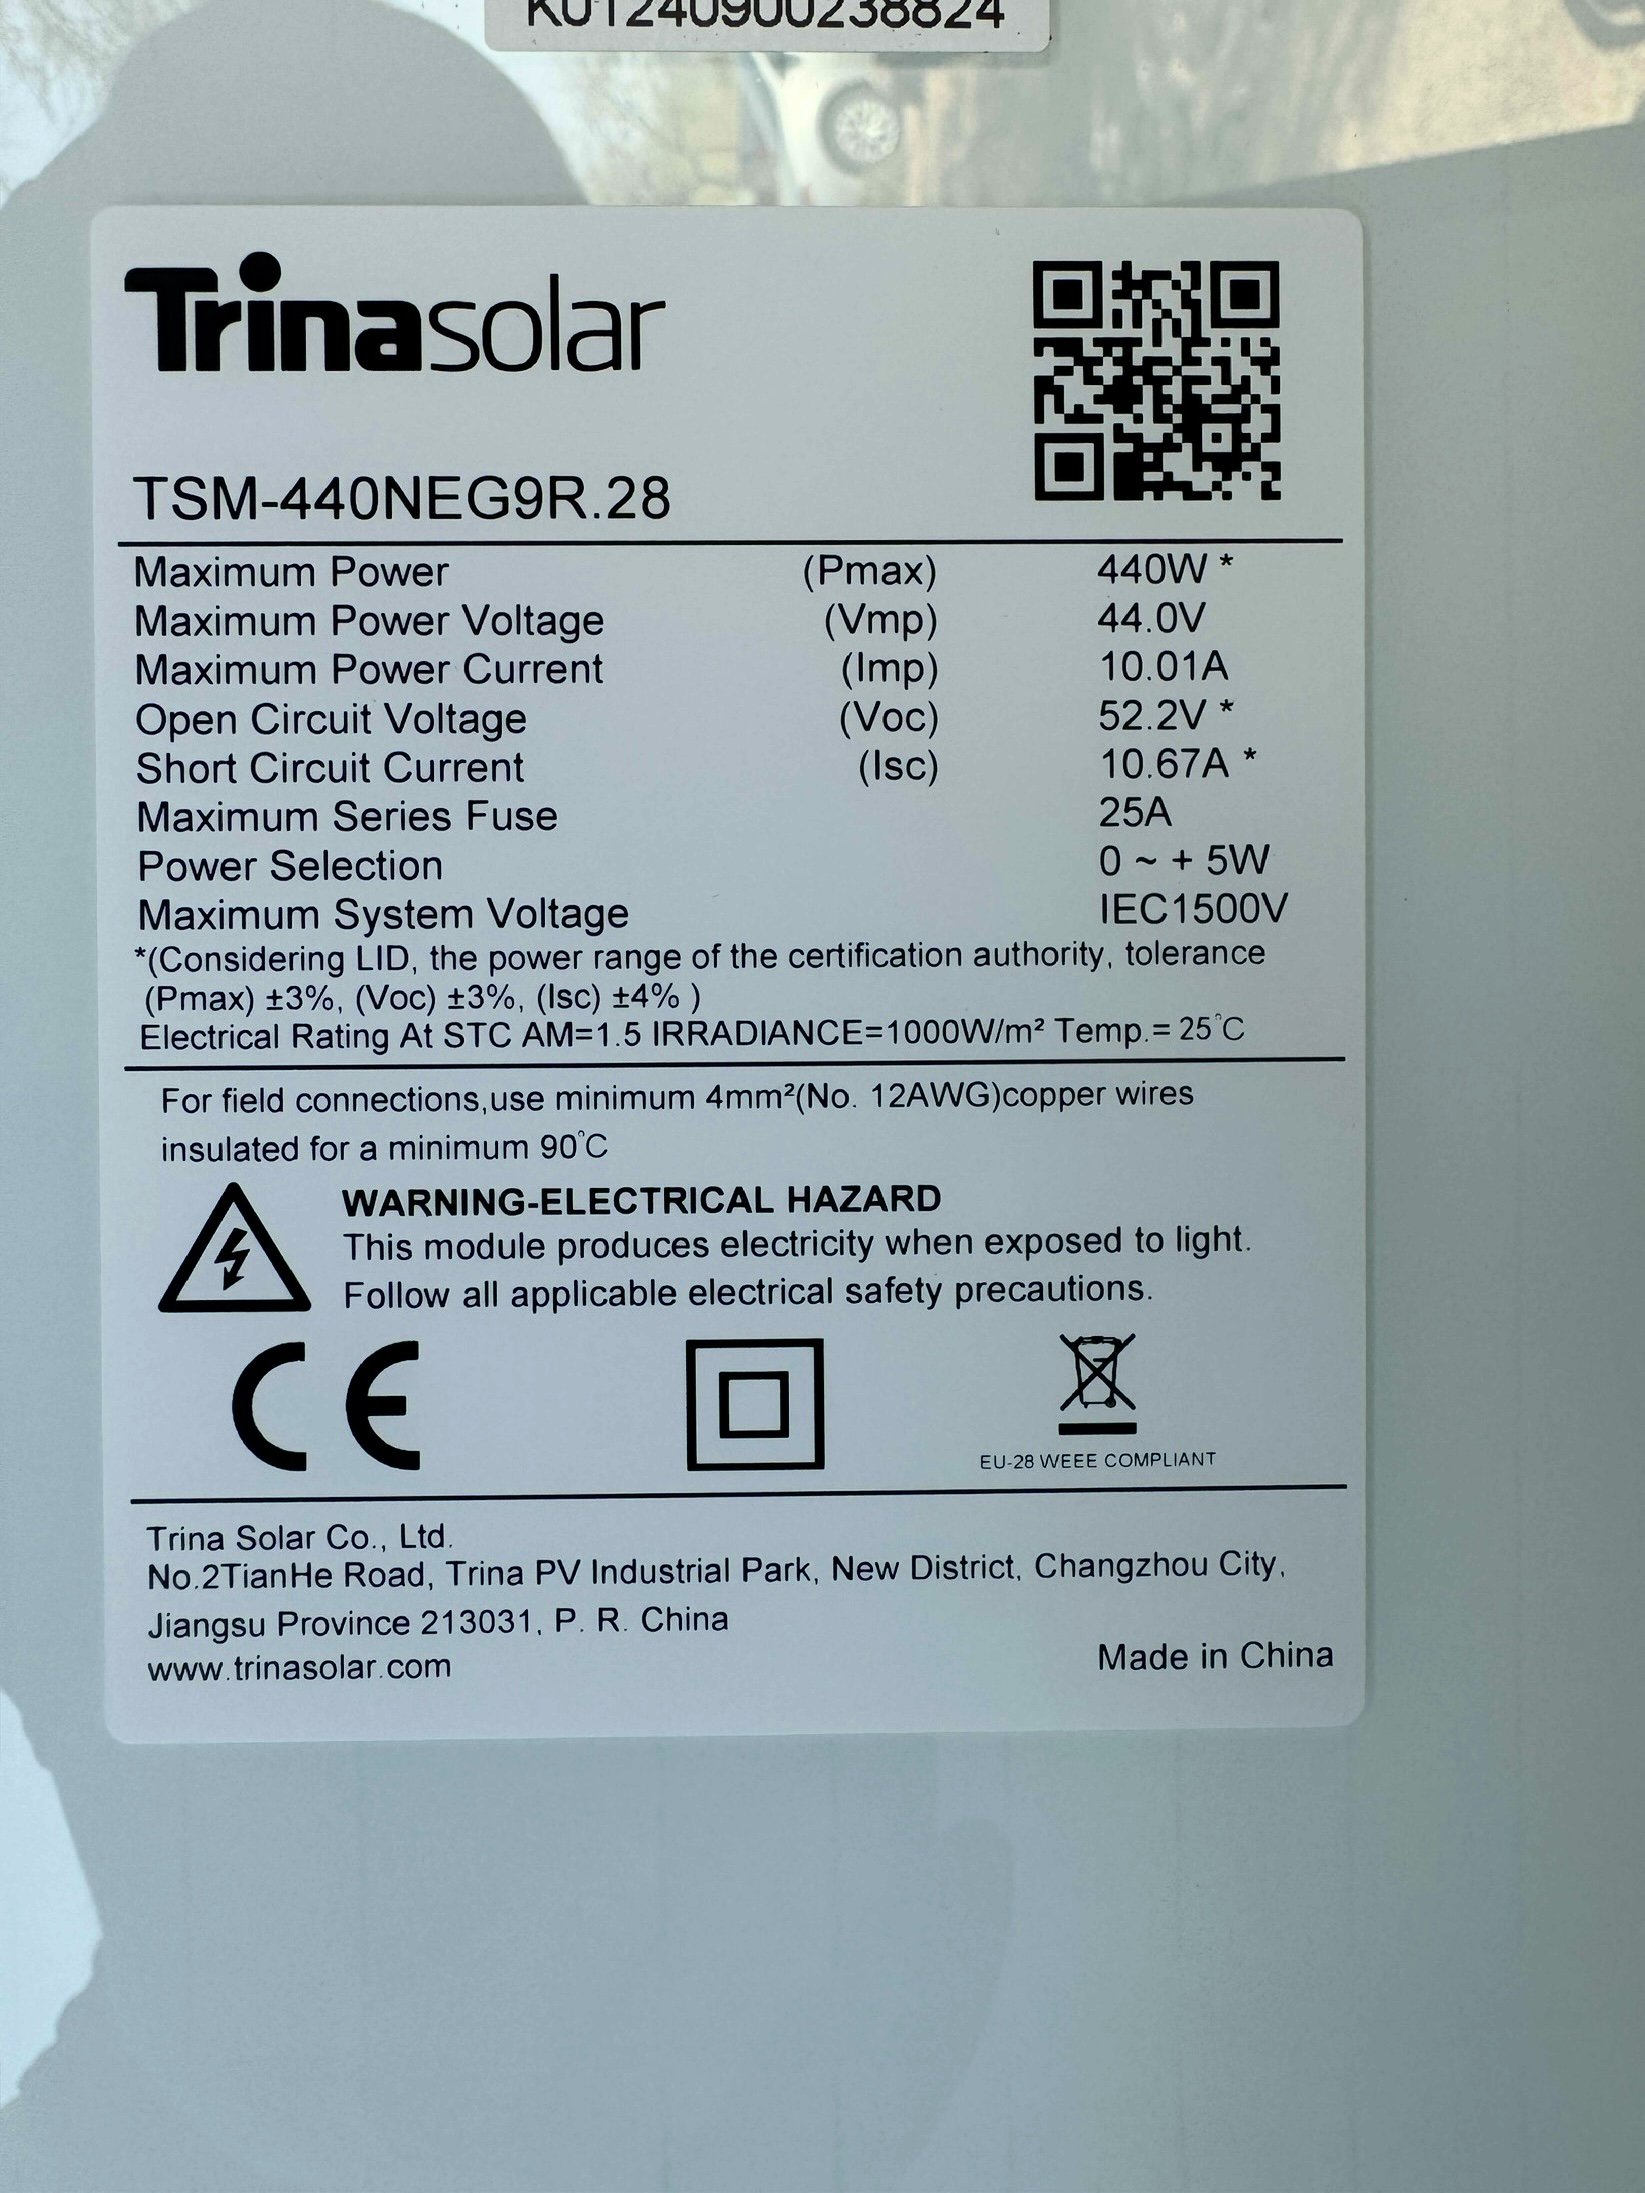 K01240900238824
Trinasolar
TSM-440NEG9R.28
Maximum Power (Pmax) 440W *
Maximum Power Voltage (Vmp) 44.0V
Maximum Power Current (Imp) 10.01A
Open Circuit Voltage (Voc) 52.2V *
Short Circuit Current (Isc) 10.67A *
Maximum Series Fuse 25A
Power Selection 0 ~ + 5W
Maximum System Voltage IEC1500V
*(Considering LID, the power range of the certification authority, tolerance
(Pmax) ±3%, (Voc) ±3%, (Isc) ±4% )
Electrical Rating At STC AM=1.5 IRRADIANCE=1000W/m² Temp.= 25°C
For field connections,use minimum 4mm²(No. 12AWG)copper wires
insulated for a minimum 90°C
WARNING-ELECTRICAL HAZARD
This module produces electricity when exposed to light.
Follow all applicable electrical safety precautions.
CE
EU-28 WEEE COMPLIANT
Trina Solar Co., Ltd.
No.2TianHe Road, Trina PV Industrial Park, New District, Changzhou City,
Jiangsu Province 213031, P. R. China
www.trinasolar.com
Made in China